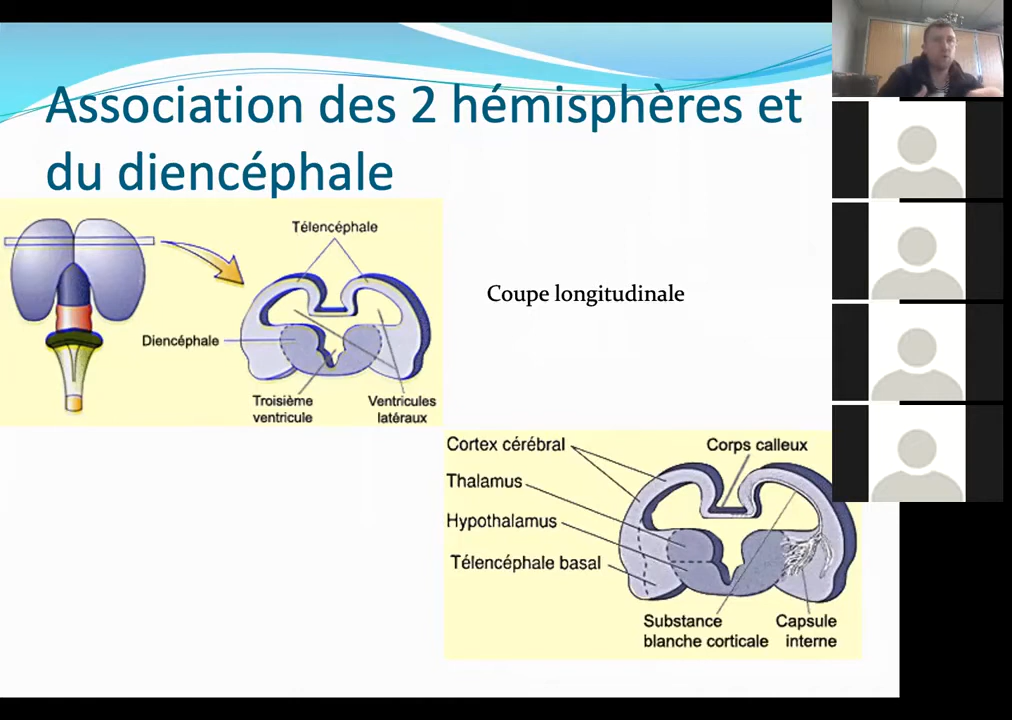 Association des 2 hémisphères et
du diencéphale
Télencéphale
Diencéphale
Troisième
ventricule
Ventricules
latéraux
Coupe longitudinale
Cortex cérébral
Corps calleux
Thalamus
Hypothalamus
Télencéphale basal
Substance
blanche corticale
Capsule
interne